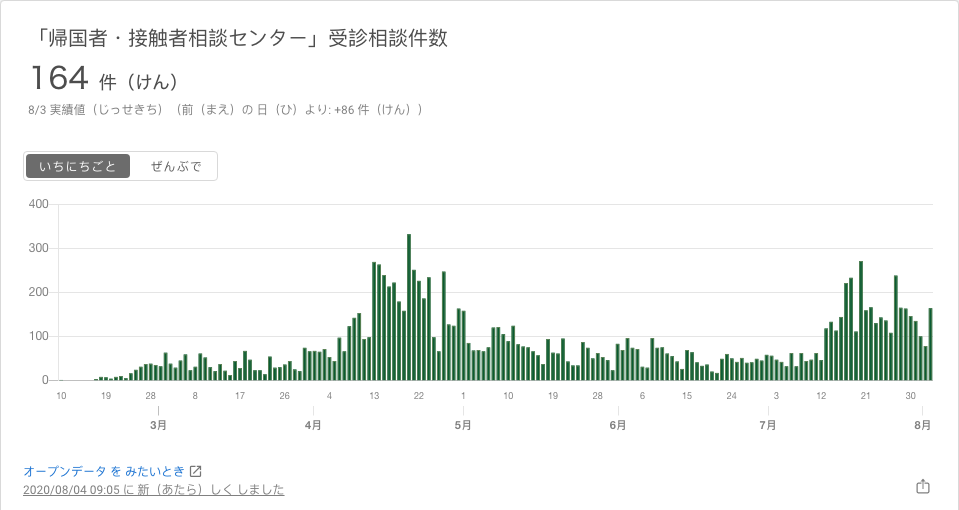 「帰国者・接触者相談センター」受診相談件数
164 件（けん）
8/3 実績値（じっせきち）（前（まえ）の 日（ひ）より: +86 件（けん））
いちにちごと ぜんぶで
400
300
200
100
0
10 19 28 8 17 26 4 13 22 1 10 19 28 6 15 24 3 12 21 30
3月 4月 5月 6月 7月 8月
オープンデータ を みたいとき
2020/08/04 09:05 に 新（あたら）しく しました